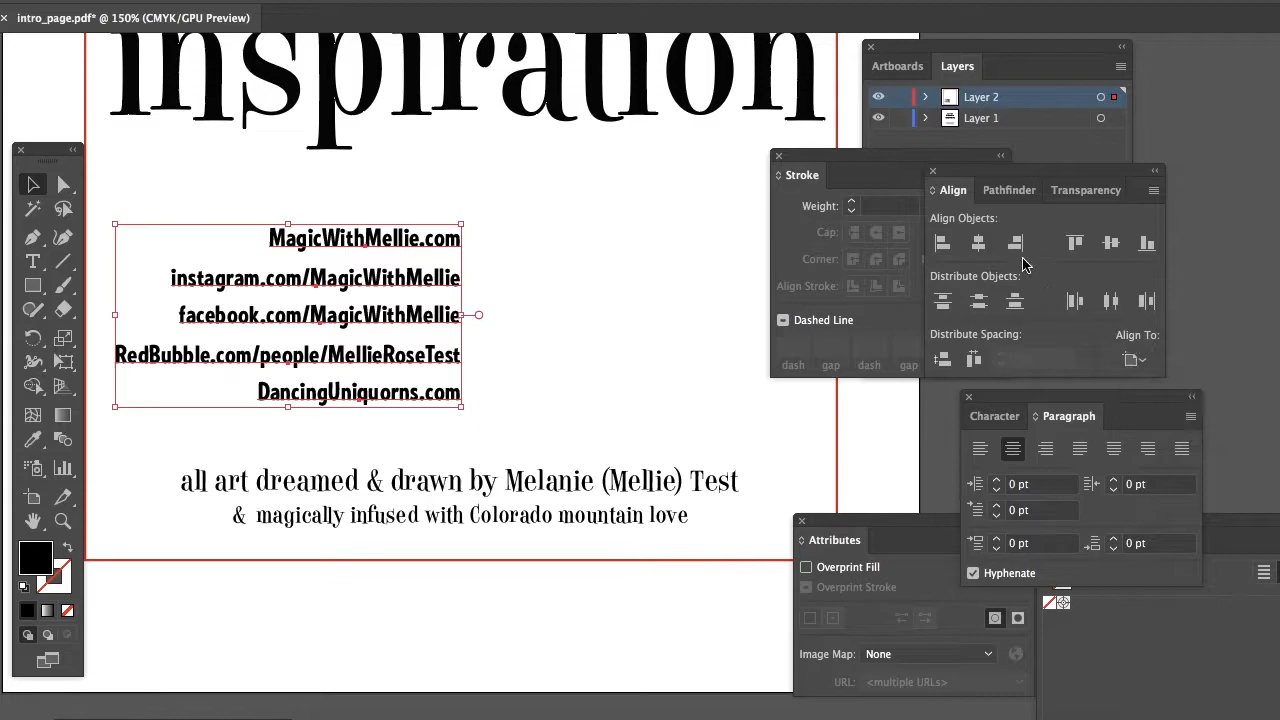 intro_page.pdf* @ 150% (CMYK/GPU Preview)
inspiration
Artboards
Layers
Layer 2
Layer 1
Stroke
Weight:
Cap:
Corner:
Align Stroke:
Dashed Line
dash
gap
dash
gap
Align
Pathfinder
Transparency
Align Objects:
Distribute Objects:
Distribute Spacing:
Align To:
MagicWithMellie.com
instagram.com/MagicWithMellie
facebook.com/MagicWithMellie
RedBubble.com/people/MellieRoseTest
DancingUniquorns.com
all art dreamed & drawn by Melanie (Mellie) Test
& magically infused with Colorado mountain love
Character
Paragraph
0 pt
0 pt
0 pt
0 pt
0 pt
Hyphenate
Attributes
Overprint Fill
Overprint Stroke
Image Map:
None
URL:
<multiple URLs>